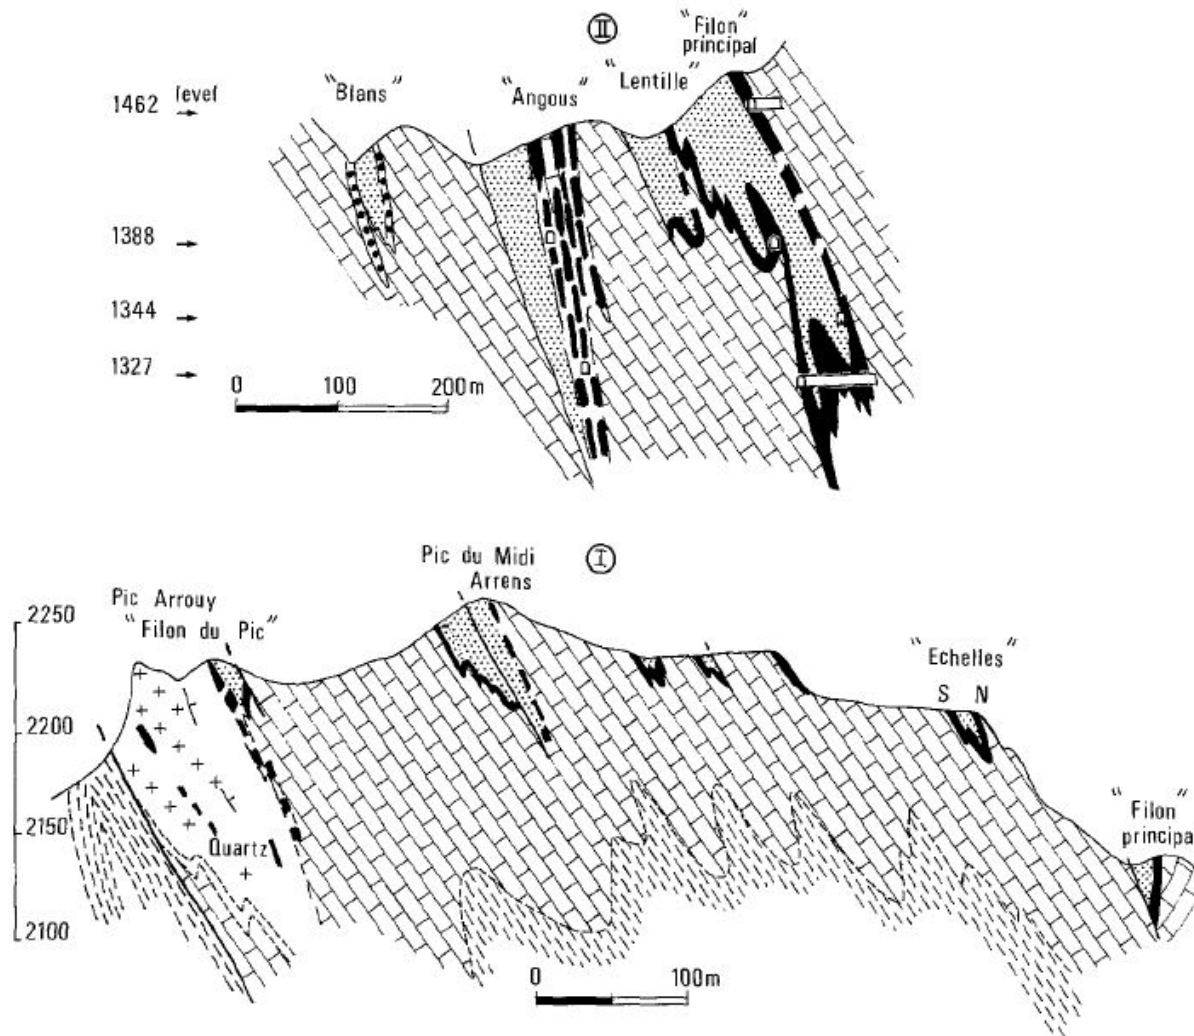 II
"Filon"
principal
"Lentille"
"Angous"
"Blans"
level
1462
1388
1344
1327
0 100 200m
I
Pic du Midi
Arrens
Pic Arrouy
"Filon du Pic"
2250
2200
2150
2100
"Echelles"
S N
"Filon
principa
Quartz
0 100m